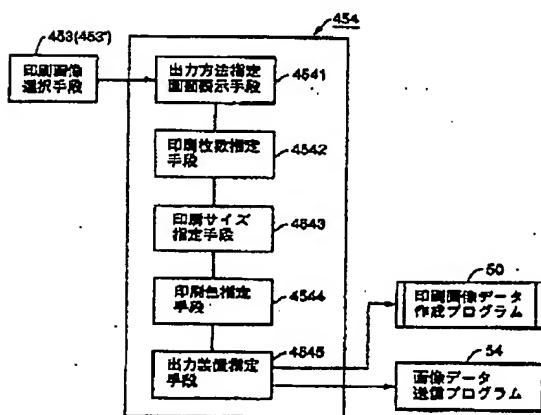 453(453')
印刷画像
選択手段
454
出力方法指定
画面表示手段
4541
印刷枚数指定
手段
4542
印刷サイズ
指定手段
4543
印刷色指定
手段
4544
出力装置指定
手段
4545
50
印刷画像データ
作成プログラム
54
画像データ
送信プログラム